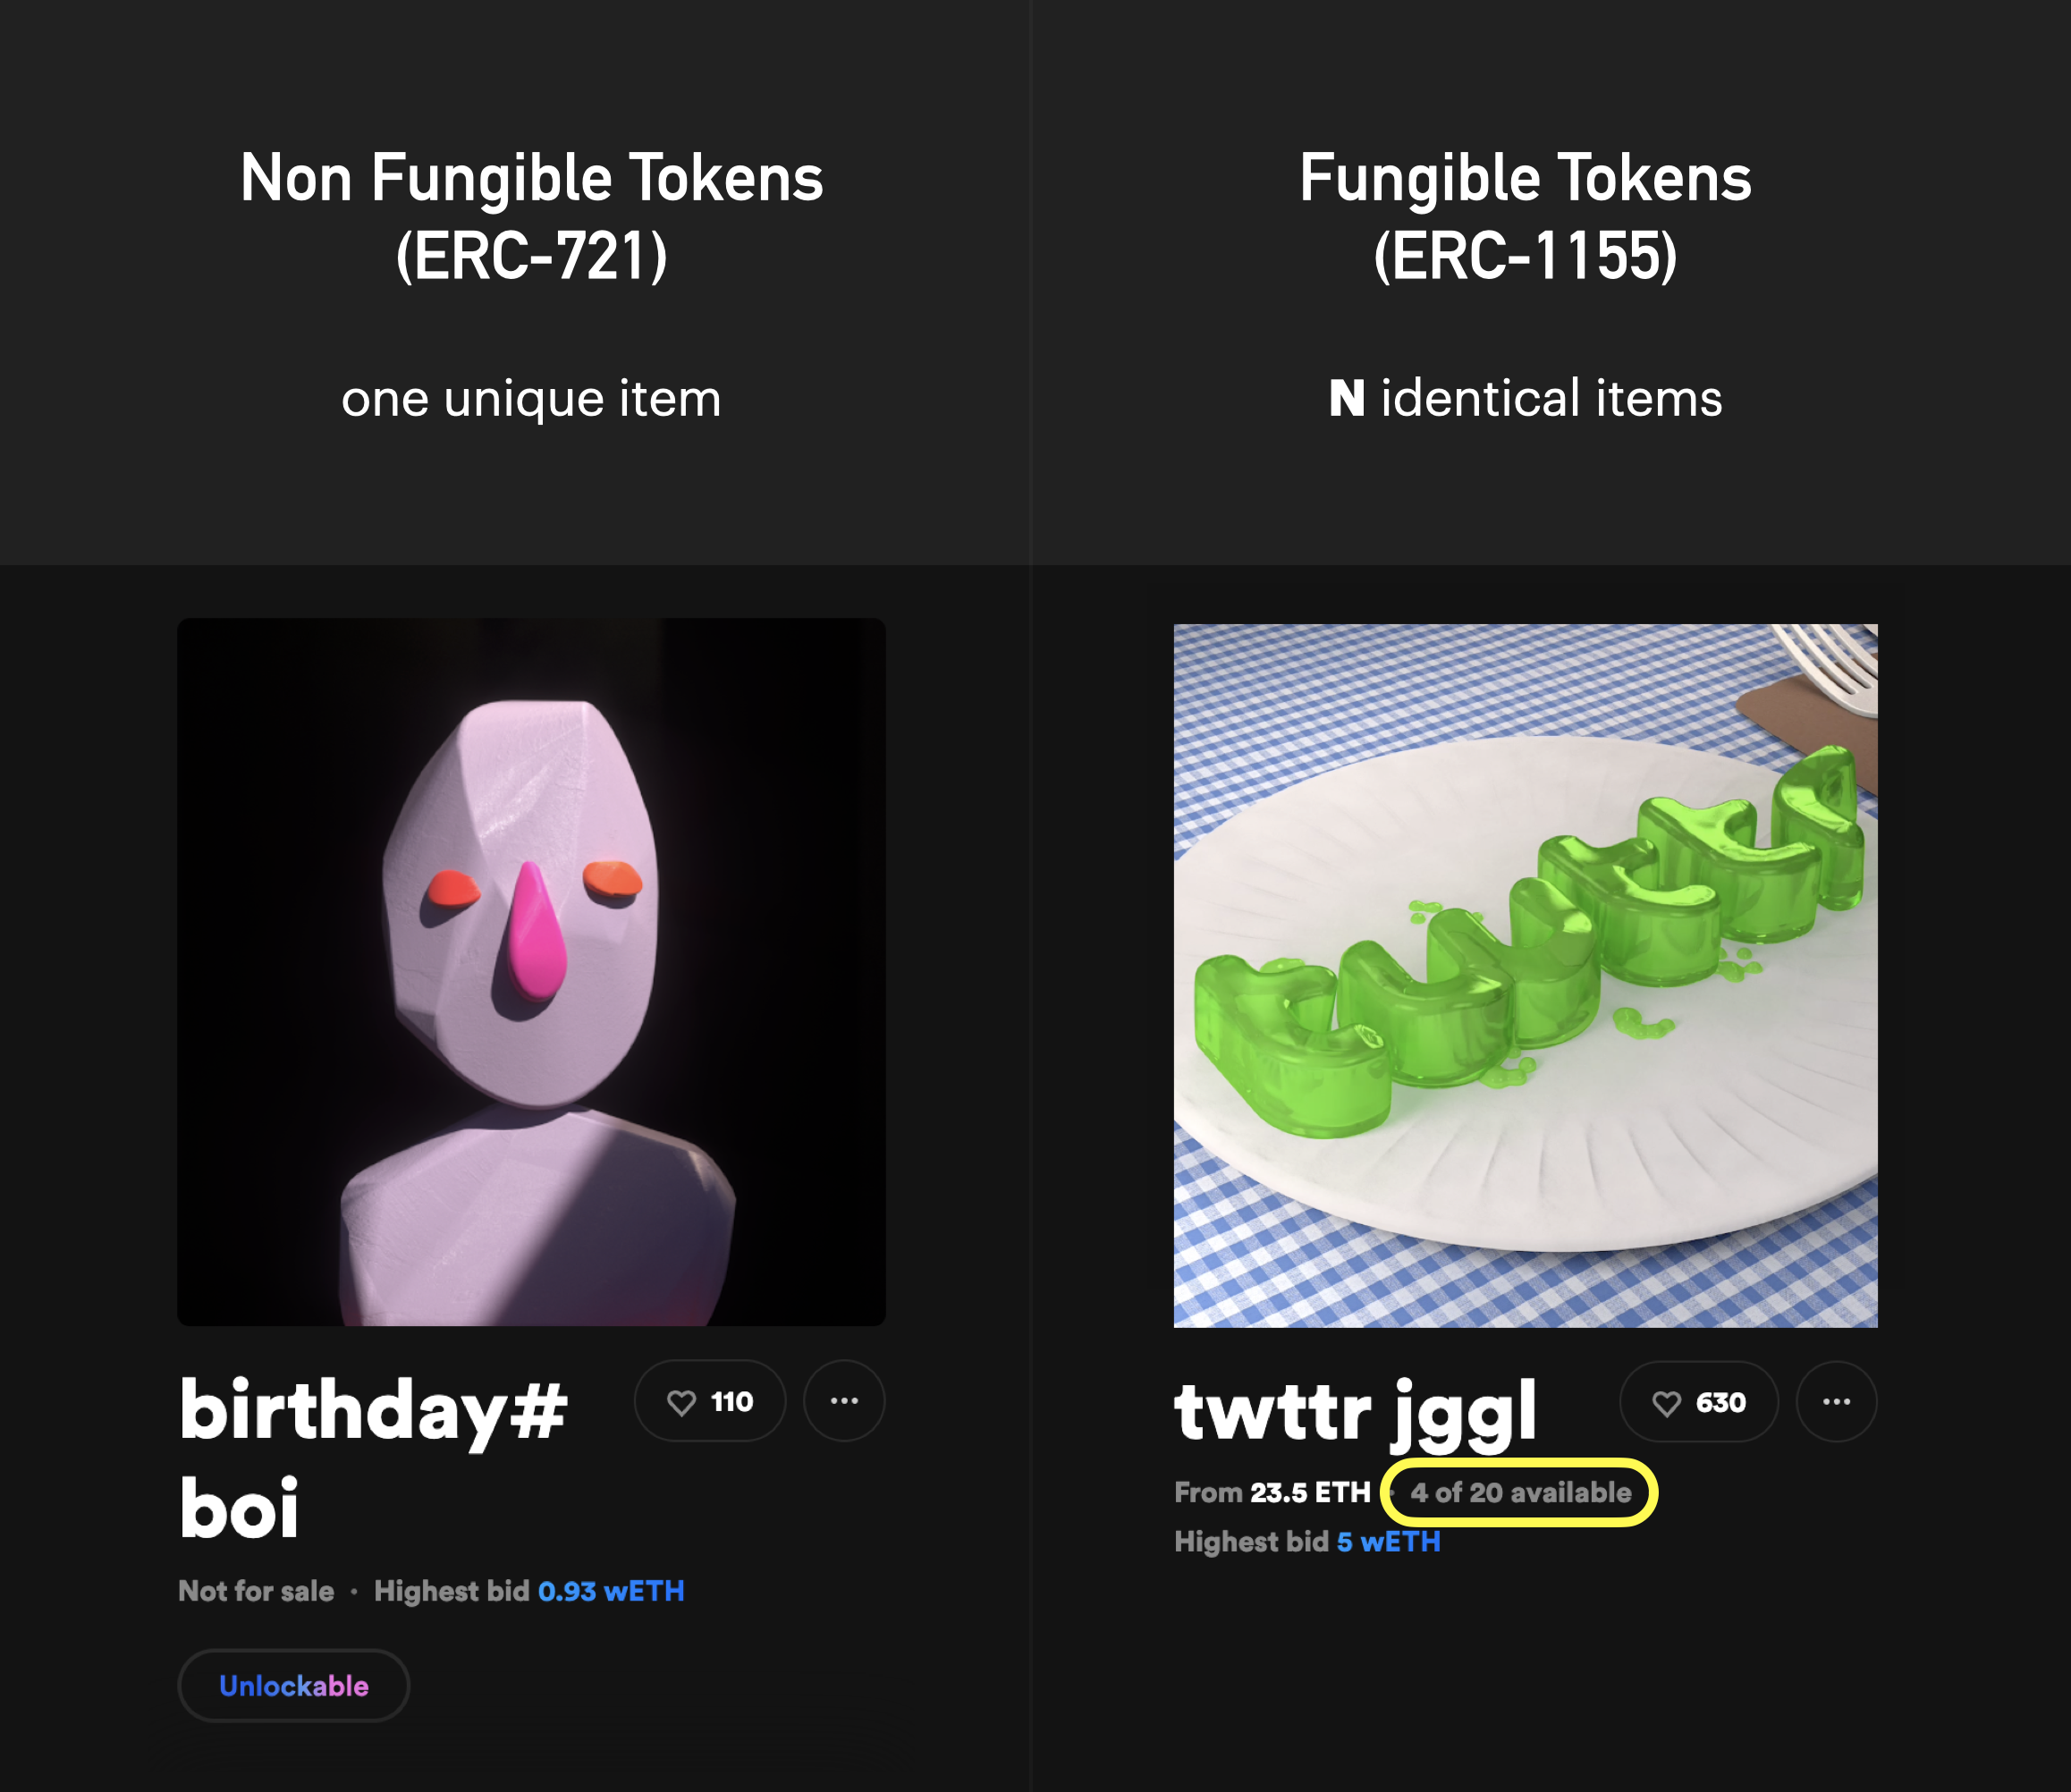 Non Fungible Tokens
(ERC-721)
one unique item
Fungible Tokens
(ERC-1155)
N identical items
twttr
birthday#
boi
110
Not for sale • Highest bid 0.93 wETH
Unlockable
twttr jggl
630
From 23.5 ETH • 4 of 20 available
Highest bid 5 wETH